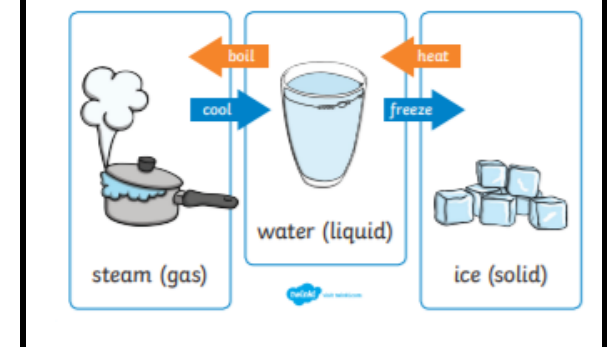 boil
heat
cool
freeze
water (liquid)
steam (gas)
ice (solid)
twinkl